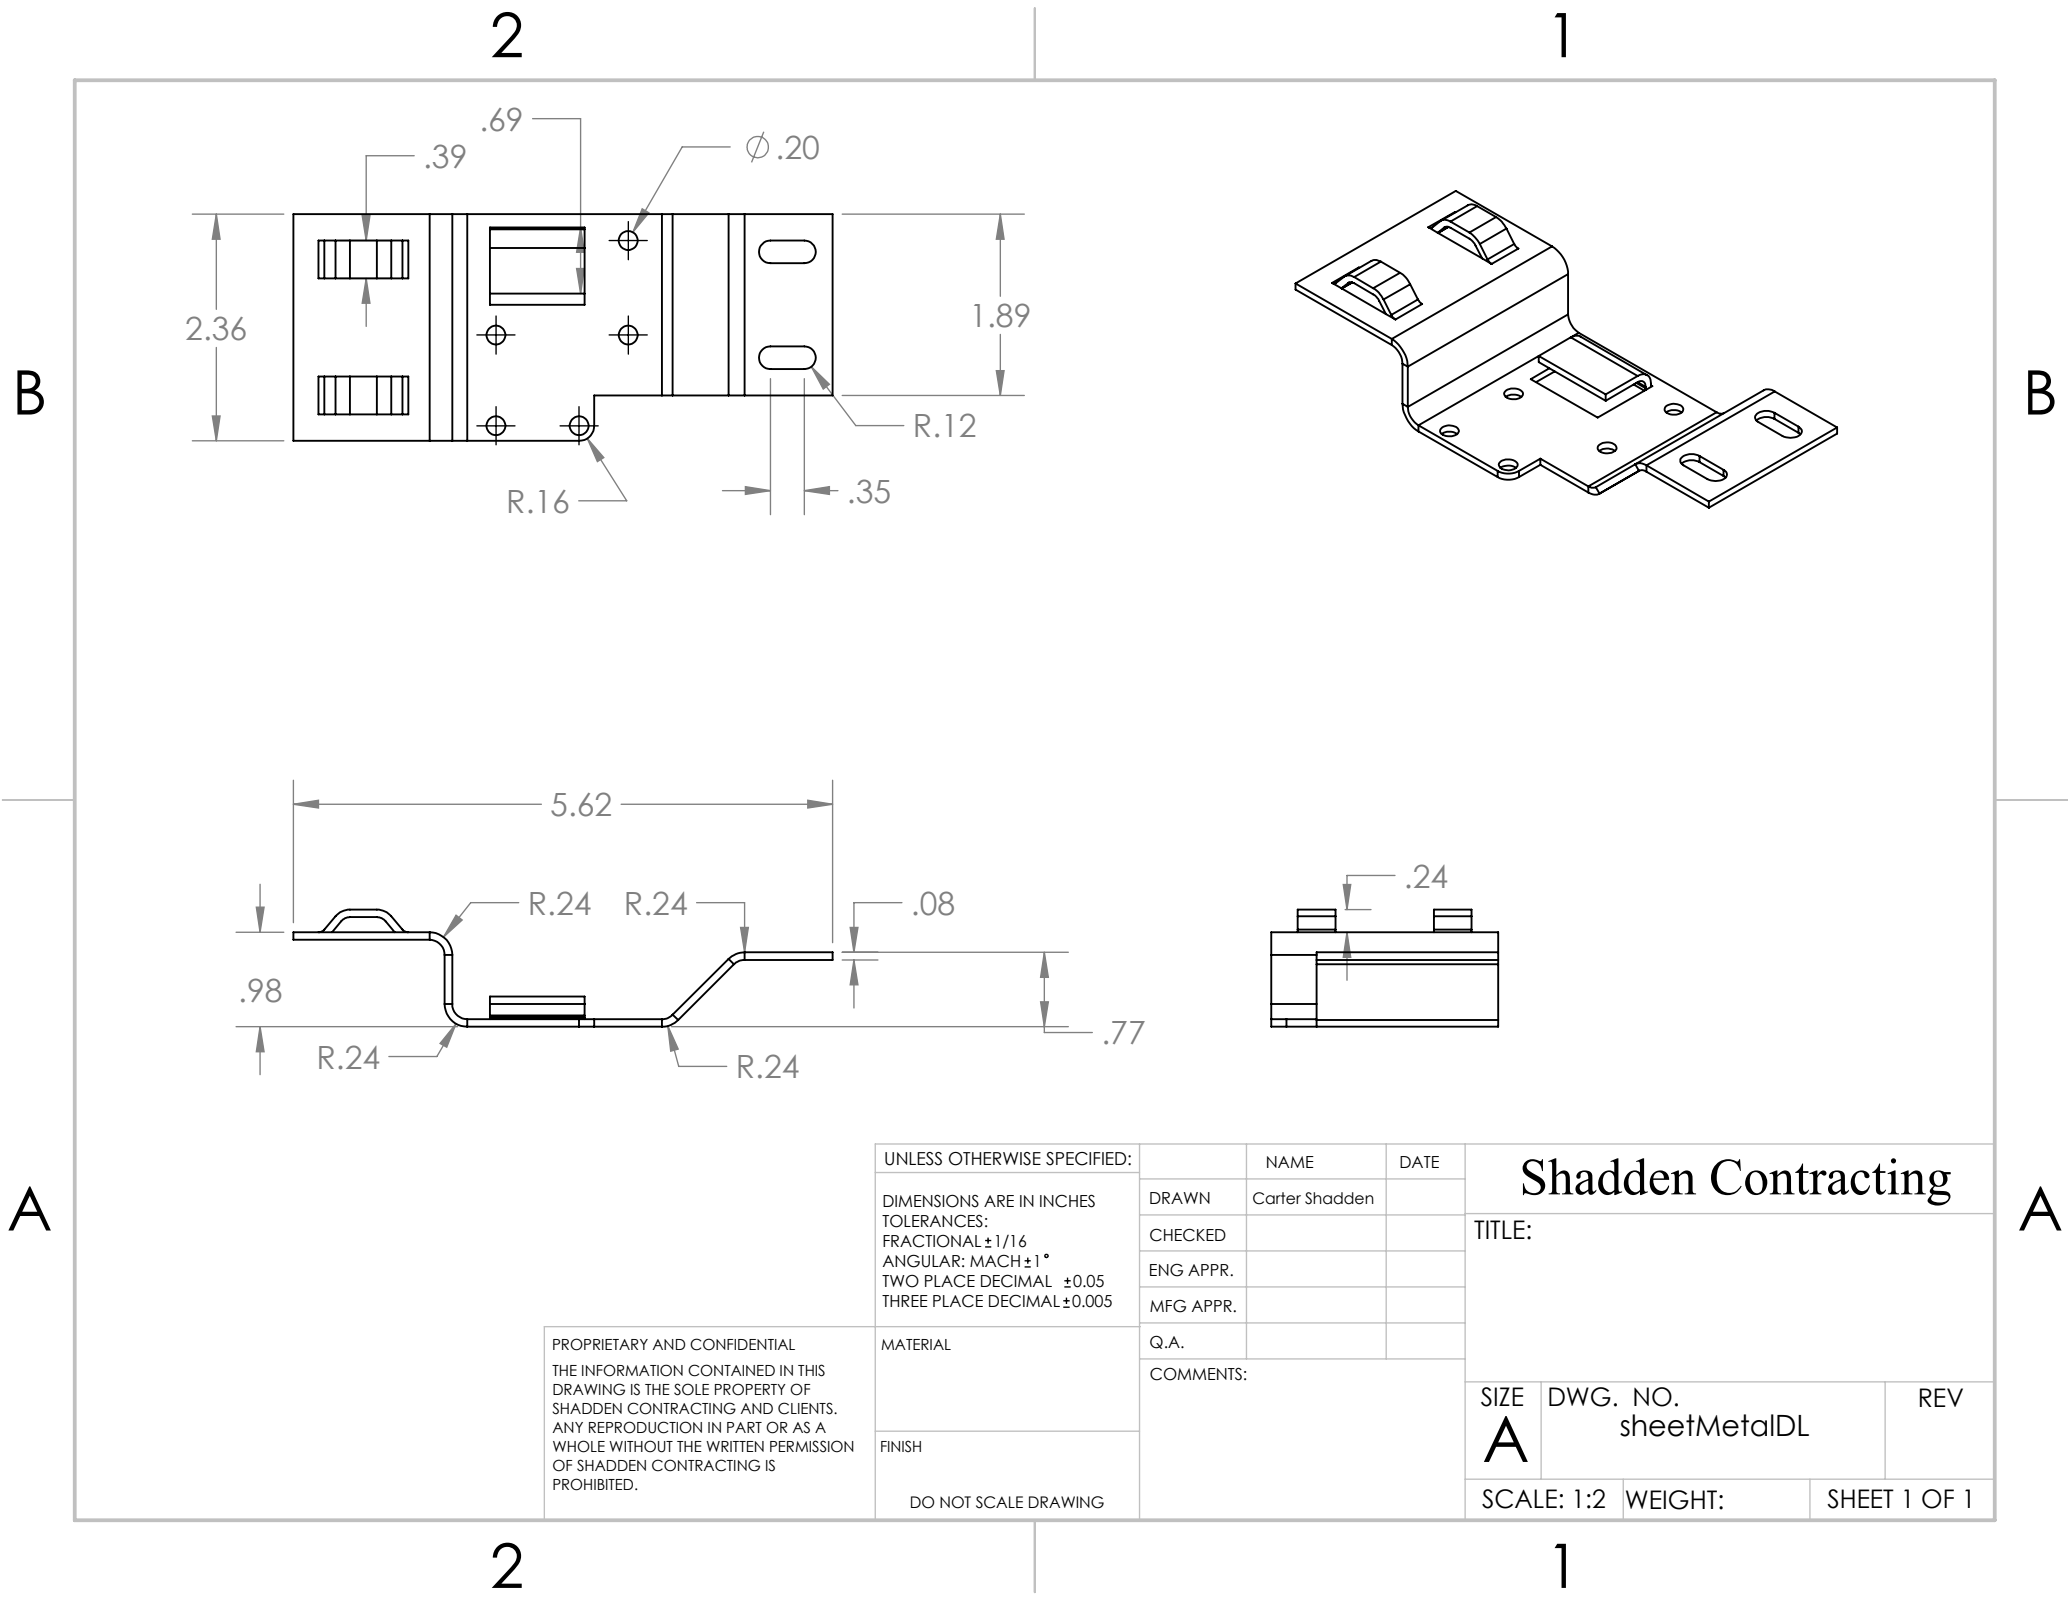 2
1
.69
.39
∅.20
2.36
1.89
B
B
R.12
R.16
.35
5.62
.24
R.24
R.24
.08
.98
.77
R.24
R.24
A
A
UNLESS OTHERWISE SPECIFIED:
DIMENSIONS ARE IN INCHES
TOLERANCES:
FRACTIONAL ±1/16
ANGULAR: MACH ±1°
TWO PLACE DECIMAL ±0.05
THREE PLACE DECIMAL ±0.005
NAME
DATE
DRAWN
Carter Shadden
CHECKED
ENG APPR.
MFG APPR.
Q.A.
COMMENTS:
Shadden Contracting
TITLE:
PROPRIETARY AND CONFIDENTIAL
THE INFORMATION CONTAINED IN THIS
DRAWING IS THE SOLE PROPERTY OF
SHADDEN CONTRACTING AND CLIENTS.
ANY REPRODUCTION IN PART OR AS A
WHOLE WITHOUT THE WRITTEN PERMISSION
OF SHADDEN CONTRACTING IS
PROHIBITED.
MATERIAL
FINISH
DO NOT SCALE DRAWING
SIZE
A
DWG. NO.
sheetMetalDL
REV
SCALE: 1:2
WEIGHT:
SHEET 1 OF 1
2
1